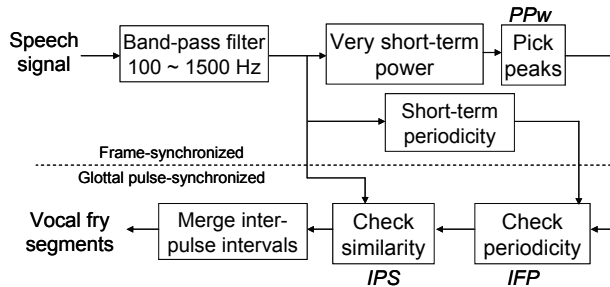 PPw
Speech
signal
Band-pass filter
100 ~ 1500 Hz
Very short-term
power
Pick
peaks
Short-term
periodicity
Frame-synchronized
Glottal pulse-synchronized
Vocal fry
segments
Merge inter-
pulse intervals
Check
similarity
Check
periodicity
IPS
IFP